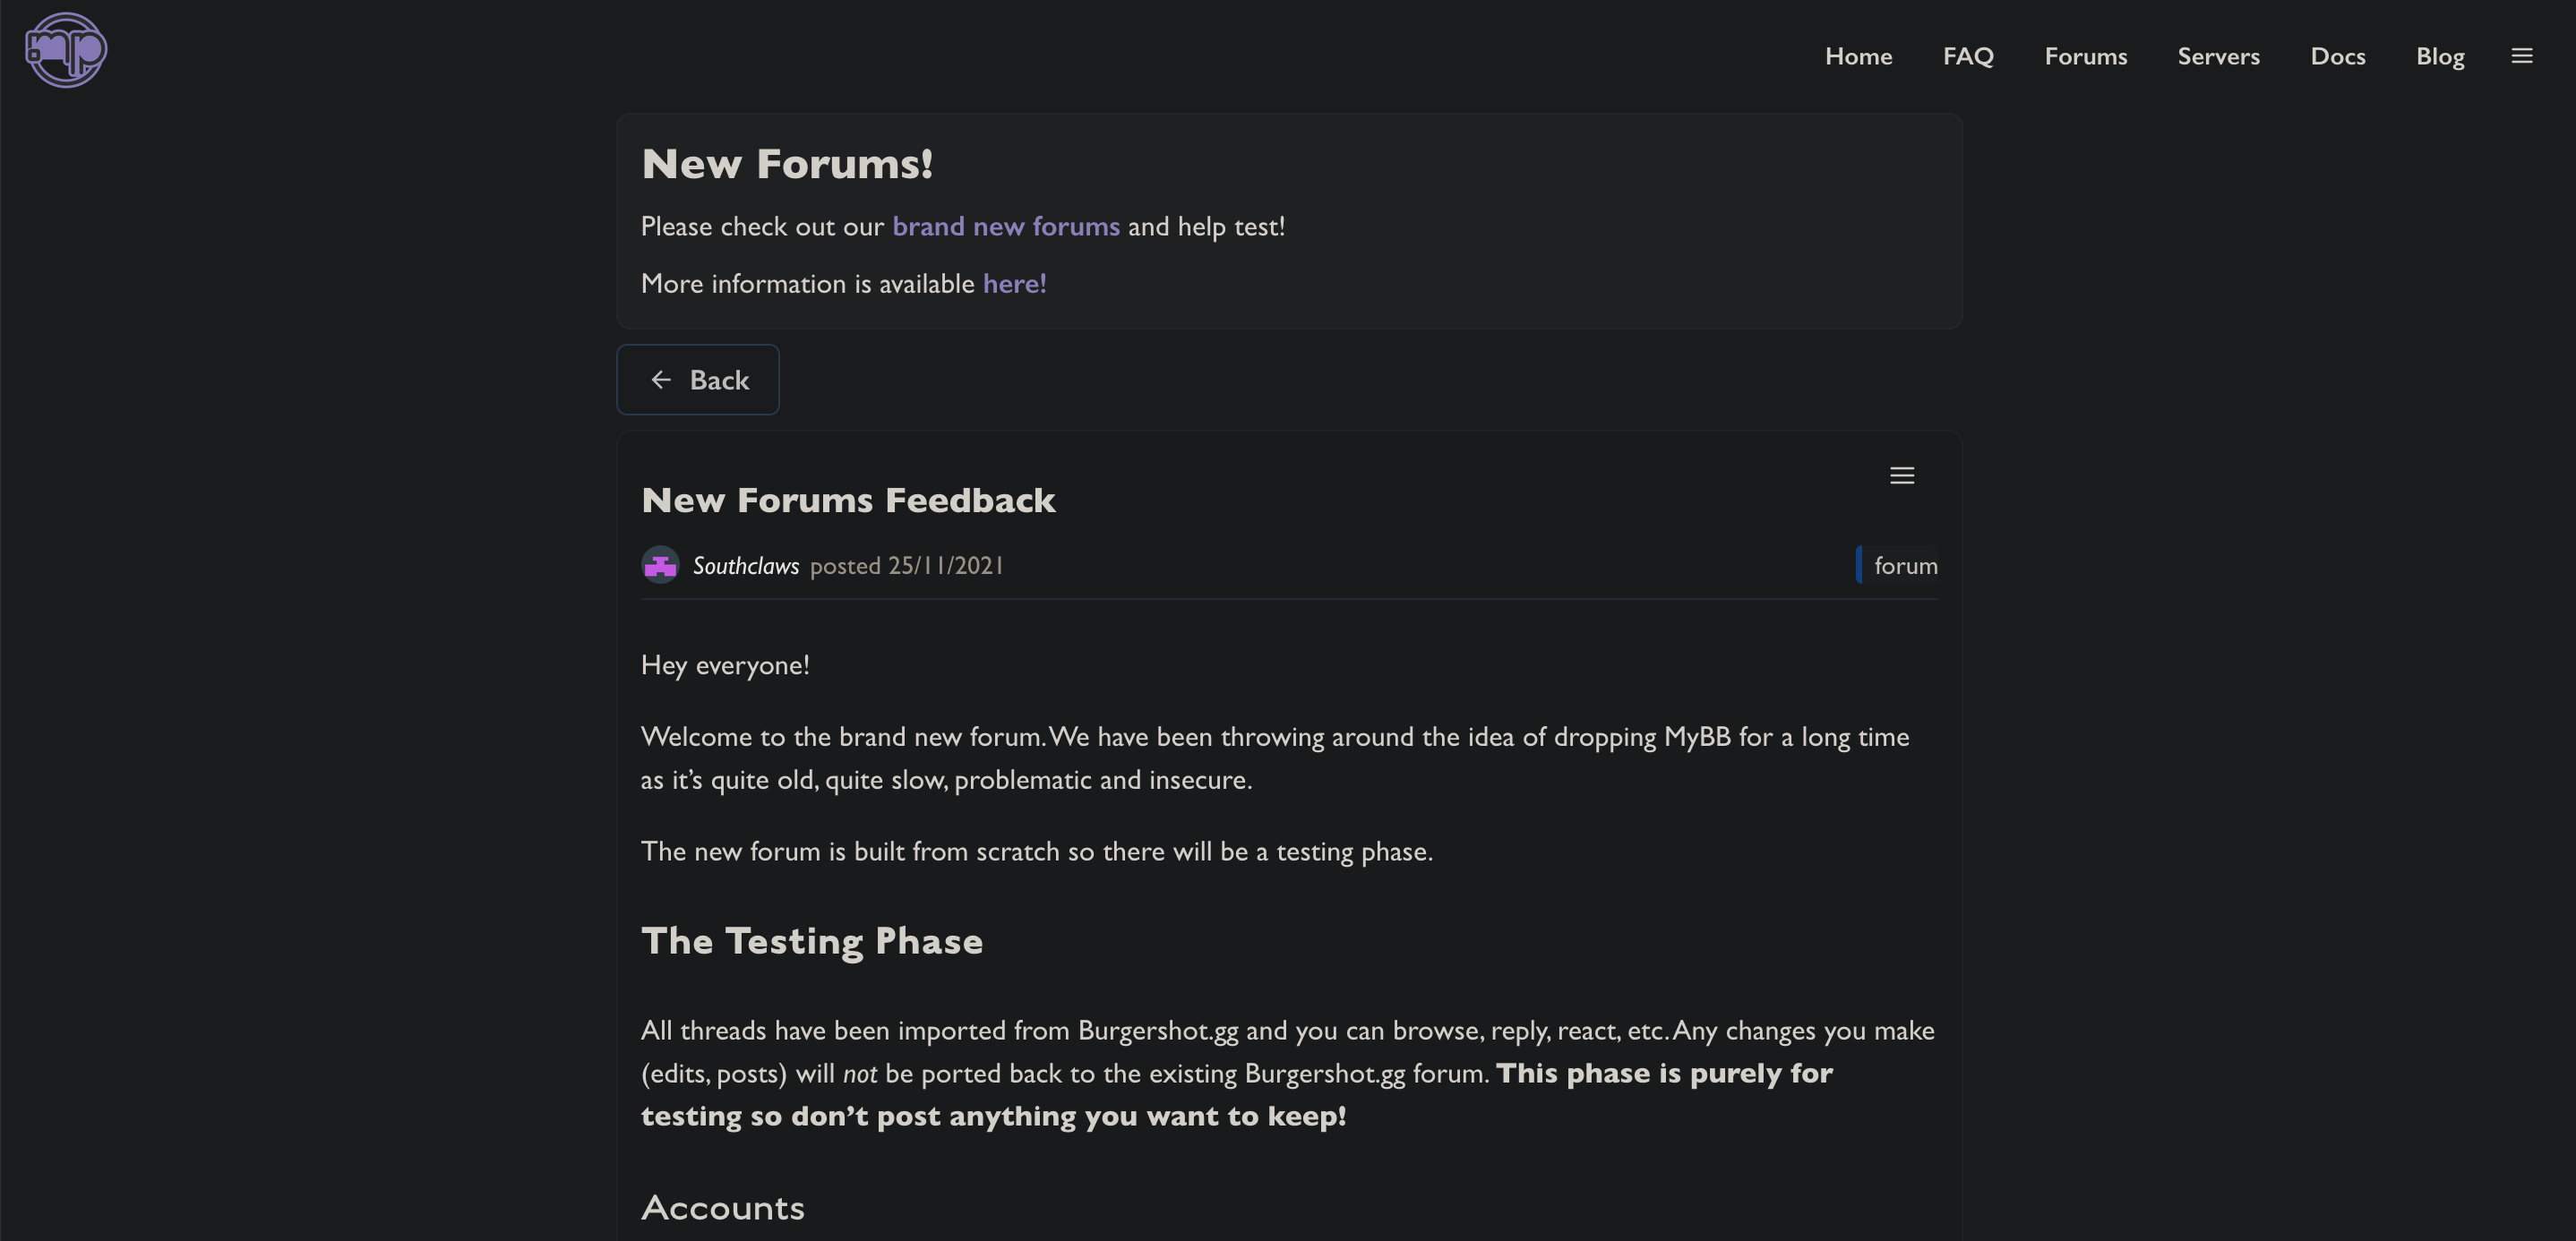 mp
Home FAQ Forums Servers Docs Blog
New Forums!
Please check out our brand new forums and help test!
More information is available here!
Back
New Forums Feedback
Southclaws posted 25/11/2021
forum
Hey everyone!
Welcome to the brand new forum. We have been throwing around the idea of dropping MyBB for a long time
as it’s quite old, quite slow, problematic and insecure.
The new forum is built from scratch so there will be a testing phase.
The Testing Phase
All threads have been imported from Burgershot.gg and you can browse, reply, react, etc. Any changes you make
(edits, posts) will not be ported back to the existing Burgershot.gg forum. This phase is purely for
testing so don’t post anything you want to keep!
Accounts